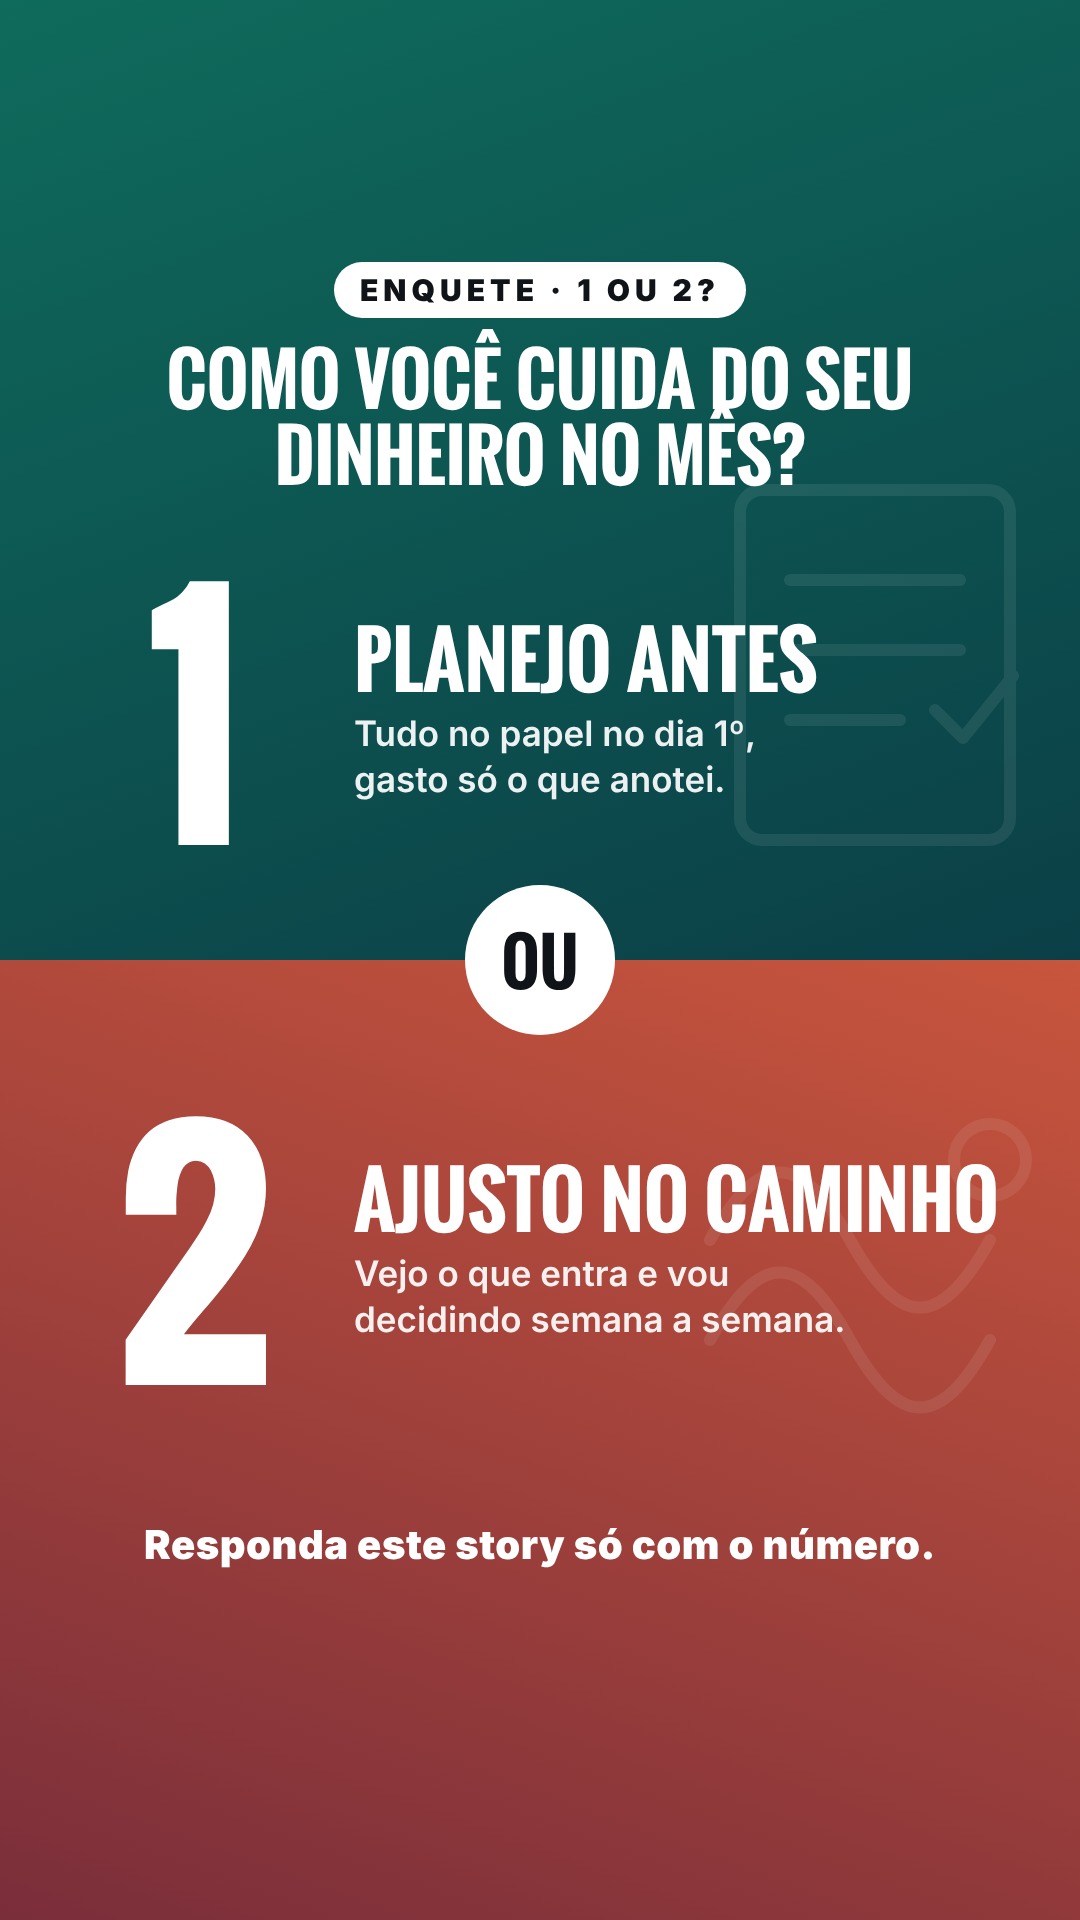 ENQUETE · 1 OU 2?
COMO VOCÊ CUIDA DO SEU
DINHEIRO NO MÊS?
1
PLANEJO ANTES
Tudo no papel no dia 1º,
gasto só o que anotei.
OU
2
AJUSTO NO CAMINHO
Vejo o que entra e vou
decidindo semana a semana.
Responda este story só com o número.